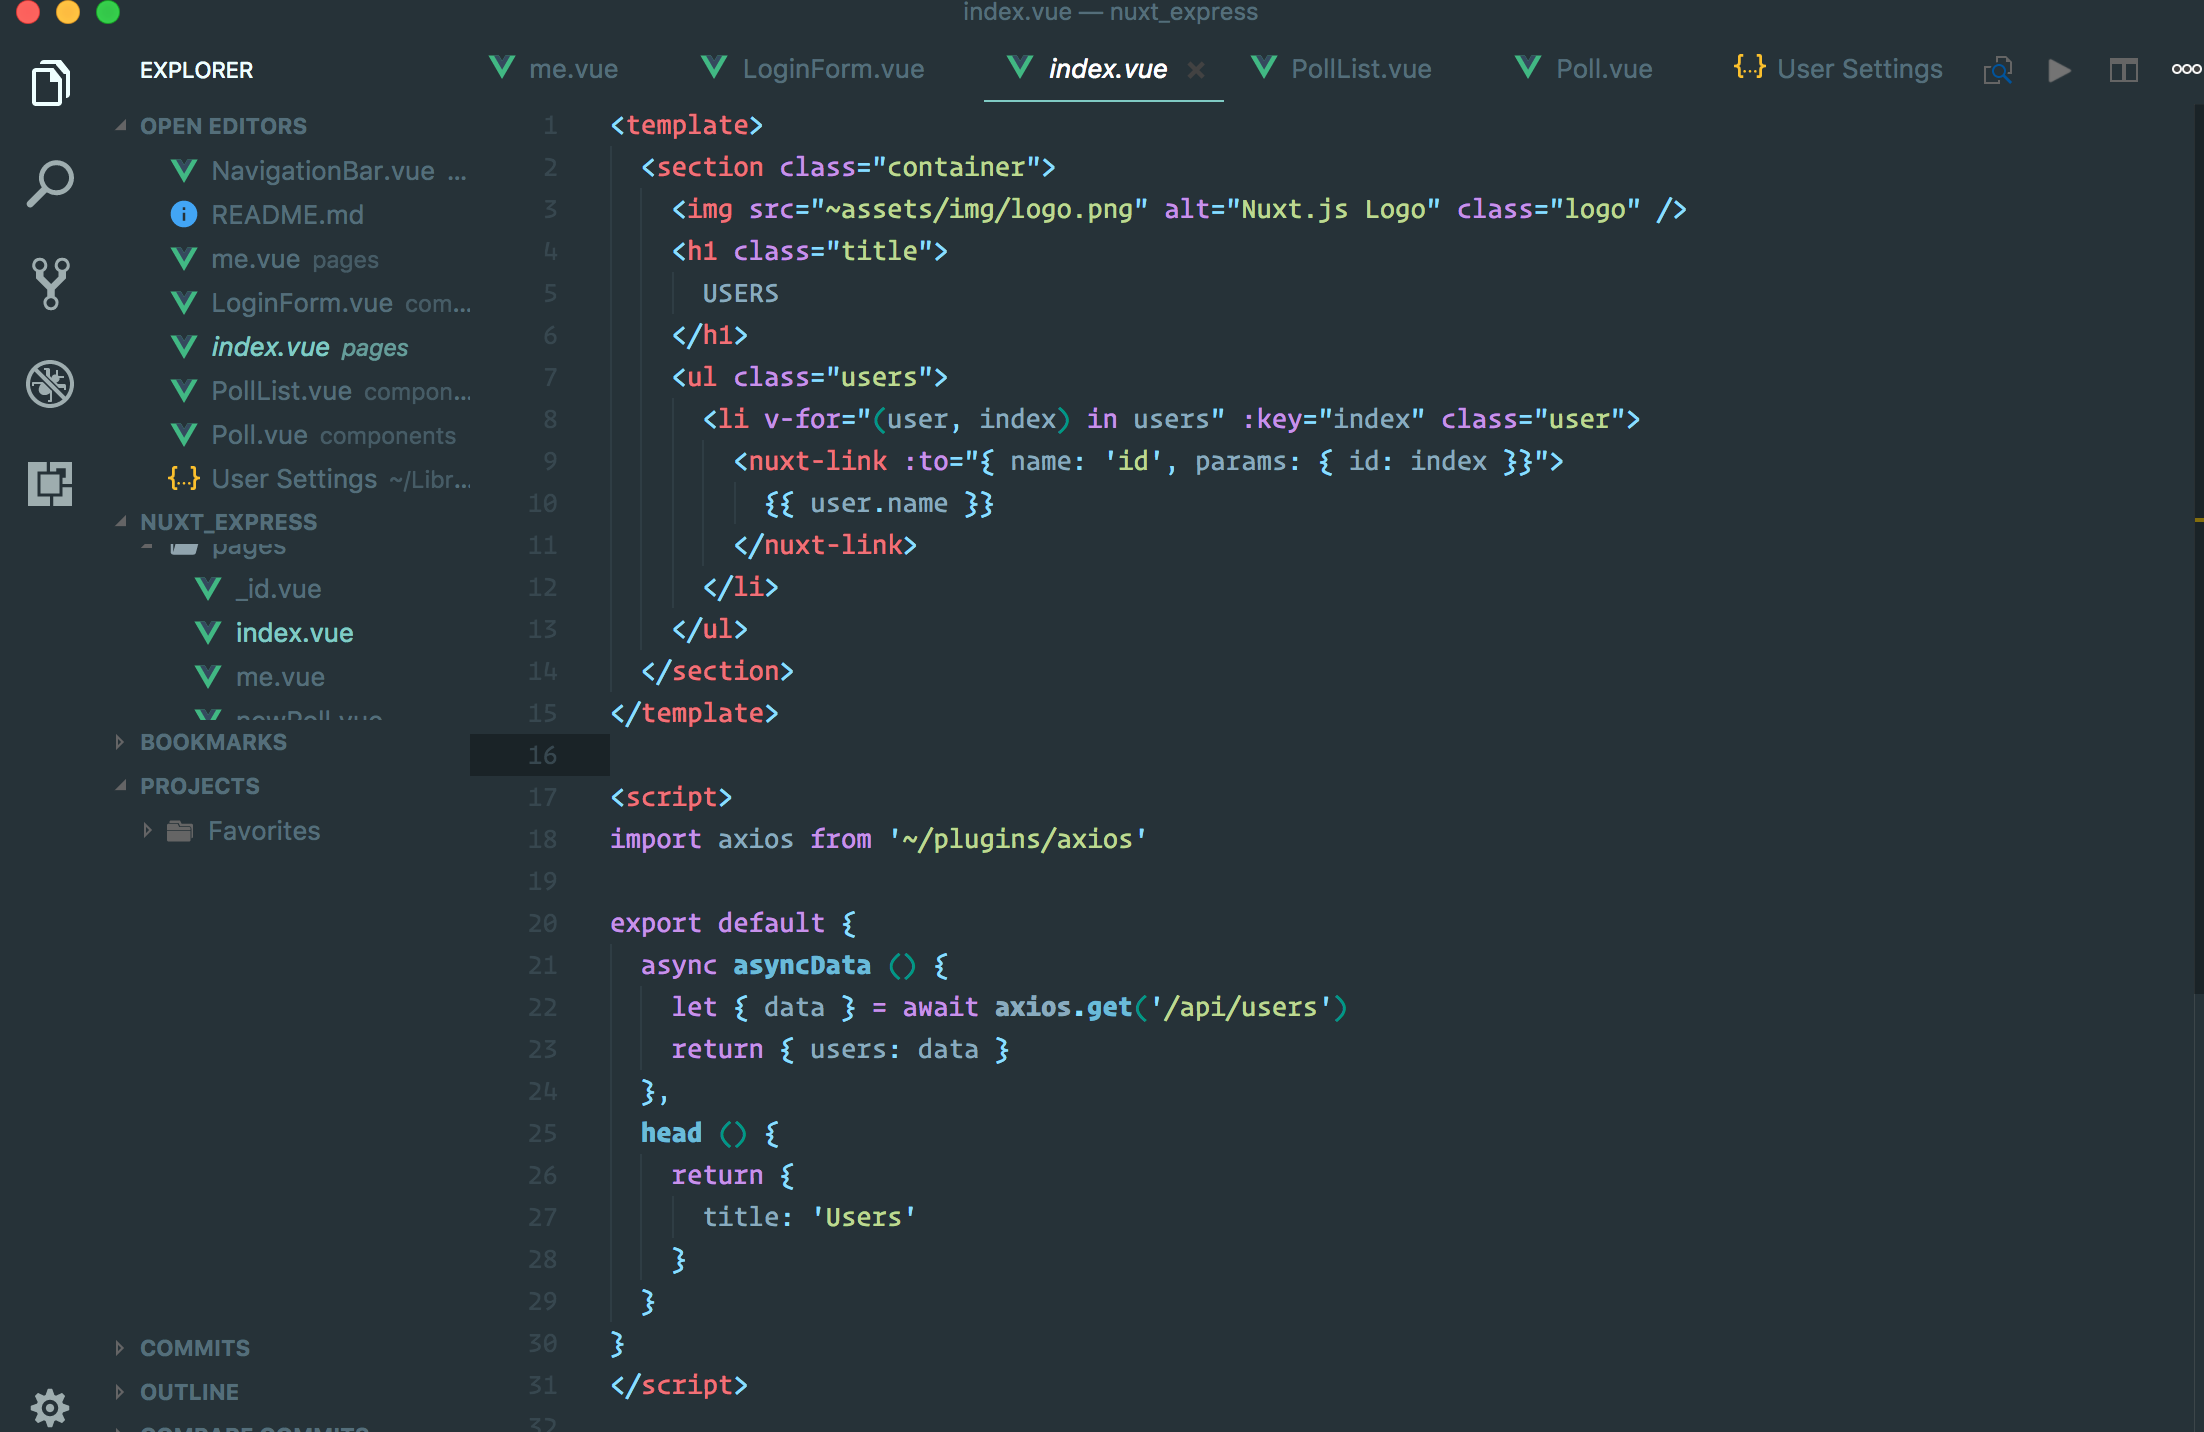 index.vue — nuxt_express
EXPLORER
OPEN EDITORS
NavigationBar.vue ...
README.md
me.vue pages
LoginForm.vue com...
index.vue pages
PollList.vue compon...
Poll.vue components
{..} User Settings ~/Libr...
NUXT_EXPRESS
pages
_id.vue
index.vue
me.vue
newPoll.vue
BOOKMARKS
PROJECTS
Favorites
COMMITS
OUTLINE
COMPARE COMMITS
me.vue LoginForm.vue index.vue × PollList.vue Poll.vue {..} User Settings
1 <template>
2 <section class="container">
3 <img src="~assets/img/logo.png" alt="Nuxt.js Logo" class="logo" />
4 <h1 class="title">
5 USERS
6 </h1>
7 <ul class="users">
8 <li v-for="(user, index) in users" :key="index" class="user">
9 <nuxt-link :to="{ name: 'id', params: { id: index }}">
10 {{ user.name }}
11 </nuxt-link>
12 </li>
13 </ul>
14 </section>
15 </template>
16
17 <script>
18 import axios from '~/plugins/axios'
19
20 export default {
21 async asyncData () {
22 let { data } = await axios.get('/api/users')
23 return { users: data }
24 },
25 head () {
26 return {
27 title: 'Users'
28 }
29 }
30 }
31 </script>
32